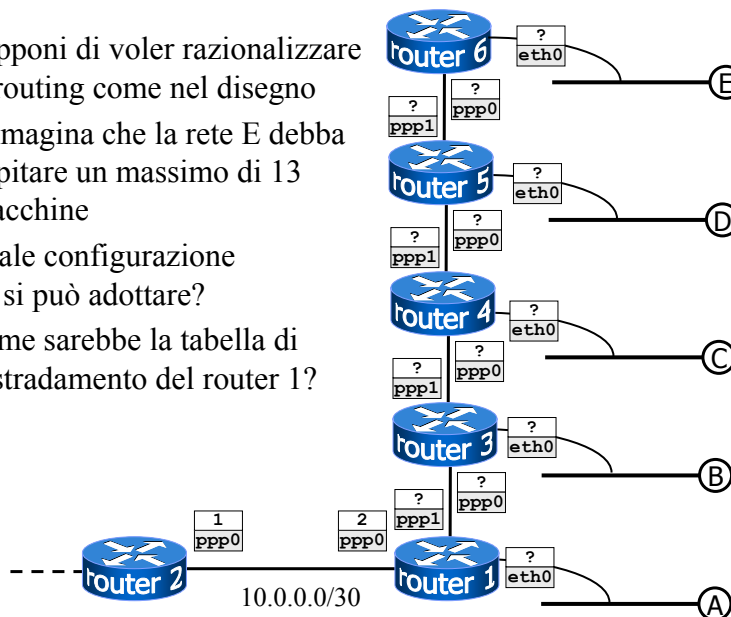 pponi di voler razionalizzare
routing come nel disegno
magina che la rete E debba
pitare un massimo di 13
acchine
ale configurazione
si può adottare?
me sarebbe la tabella di
stradamento del router 1?
router 6
?
eth0
E
?
ppp1
?
ppp0
router 5
?
eth0
D
?
ppp1
?
ppp0
router 4
?
eth0
C
?
ppp1
?
ppp0
router 3
?
eth0
B
?
ppp1
?
ppp0
1
ppp0
2
ppp0
router 2
router 1
?
eth0
10.0.0.0/30
A